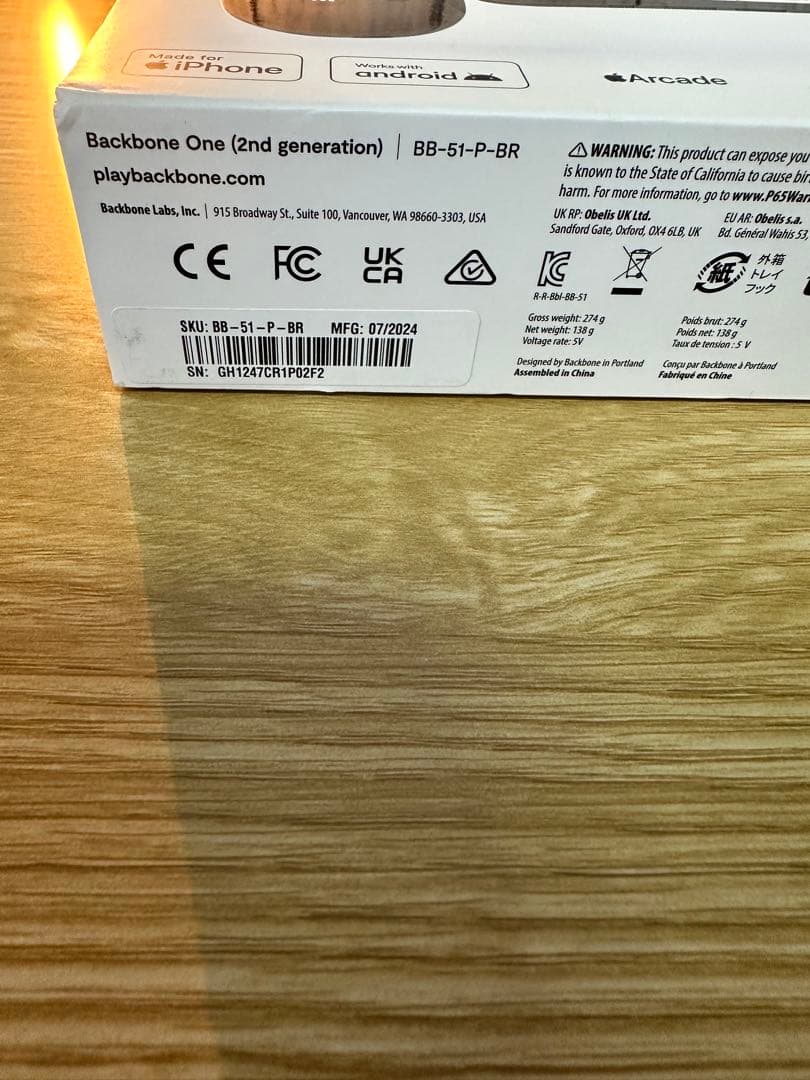 Made for
iPhone
Works with
android
Arcade
Backbone One (2nd generation) | BB-51-P-BR
playbackbone.com
Backbone Labs, Inc. | 915 Broadway St., Suite 100, Vancouver, WA 98660-3303, USA
CE FC UK CA
⚠ WARNING: This product can expose you
is known to the State of California to cause
harm. For more information, go to
UK RP: Obelis UK Ltd.
Sandford Gate, Oxford, OX4 6LB, UK
EU AR: Obelis s.a.
Bd. Général Wahis 53,
R-R-BbI-BB-51
紙
外箱
トレイ
フック
Gross weight: 274 g
Net weight: 138 g
Voltage rate: 5V
Poids brut: 274 g
Poids net: 138 g
Taux de tension : 5 V
Designed by Backbone in Portland
Assembled in China
Conçu par Backbone à Portland
Fabriqué en Chine
SKU: BB-51-P-BR MFG: 07/2024
SN: GH1247CR1P02F2